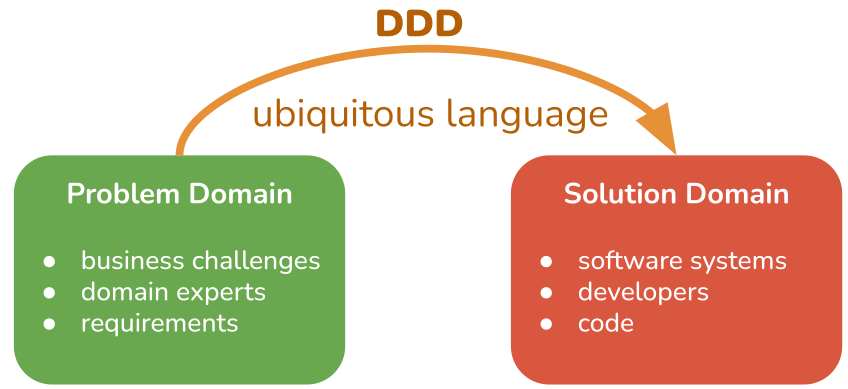 DDD
ubiquitous language
Problem Domain
● business challenges
● domain experts
● requirements
Solution Domain
● software systems
● developers
● code